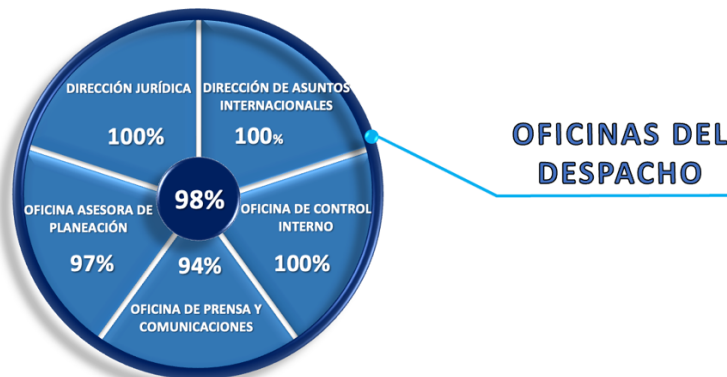 DIRECCIÓN JURÍDICA
100%
DIRECCIÓN DE ASUNTOS
INTERNACIONALES
100%
98%
OFICINA ASESORA DE
PLANEACIÓN
97%
OFICINA DE CONTROL
INTERNO
100%
94%
OFICINA DE PRENSA Y
COMUNICACIONES
OFICINAS DEL
DESPACHO